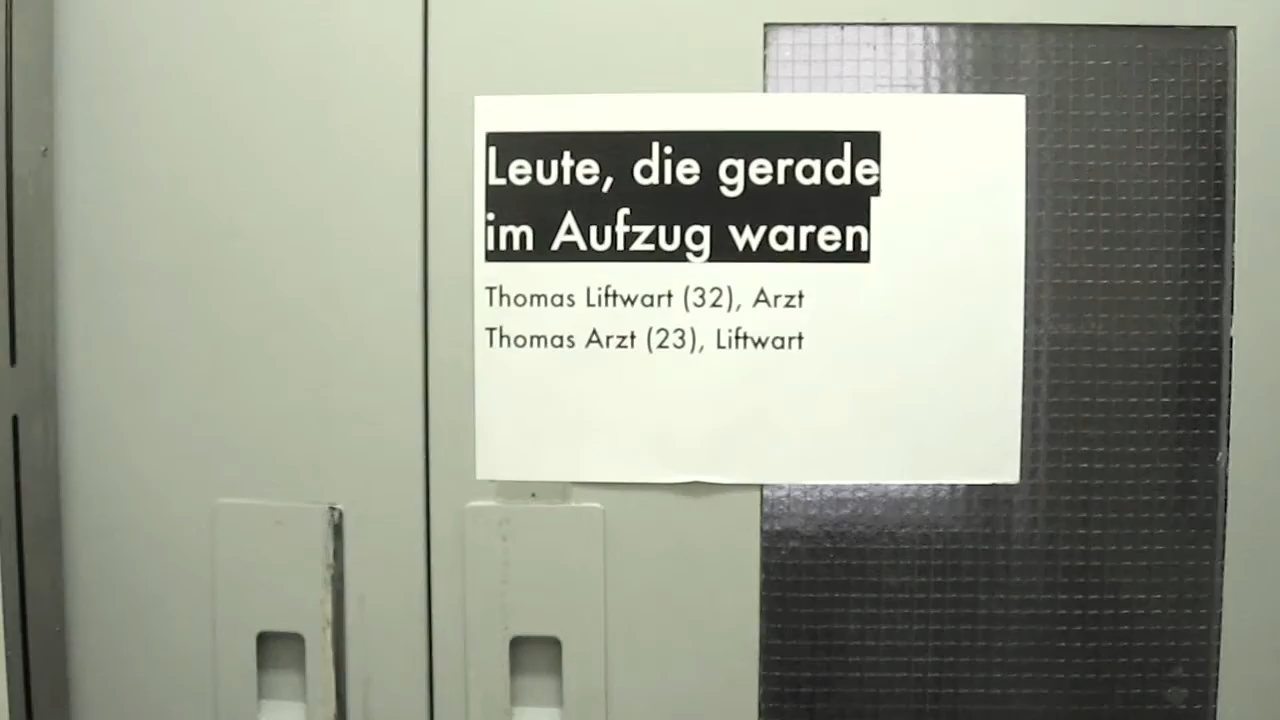 Leute, die gerade
im Aufzug waren
Thomas Liftwart (32), Arzt
Thomas Arzt (23), Liftwart